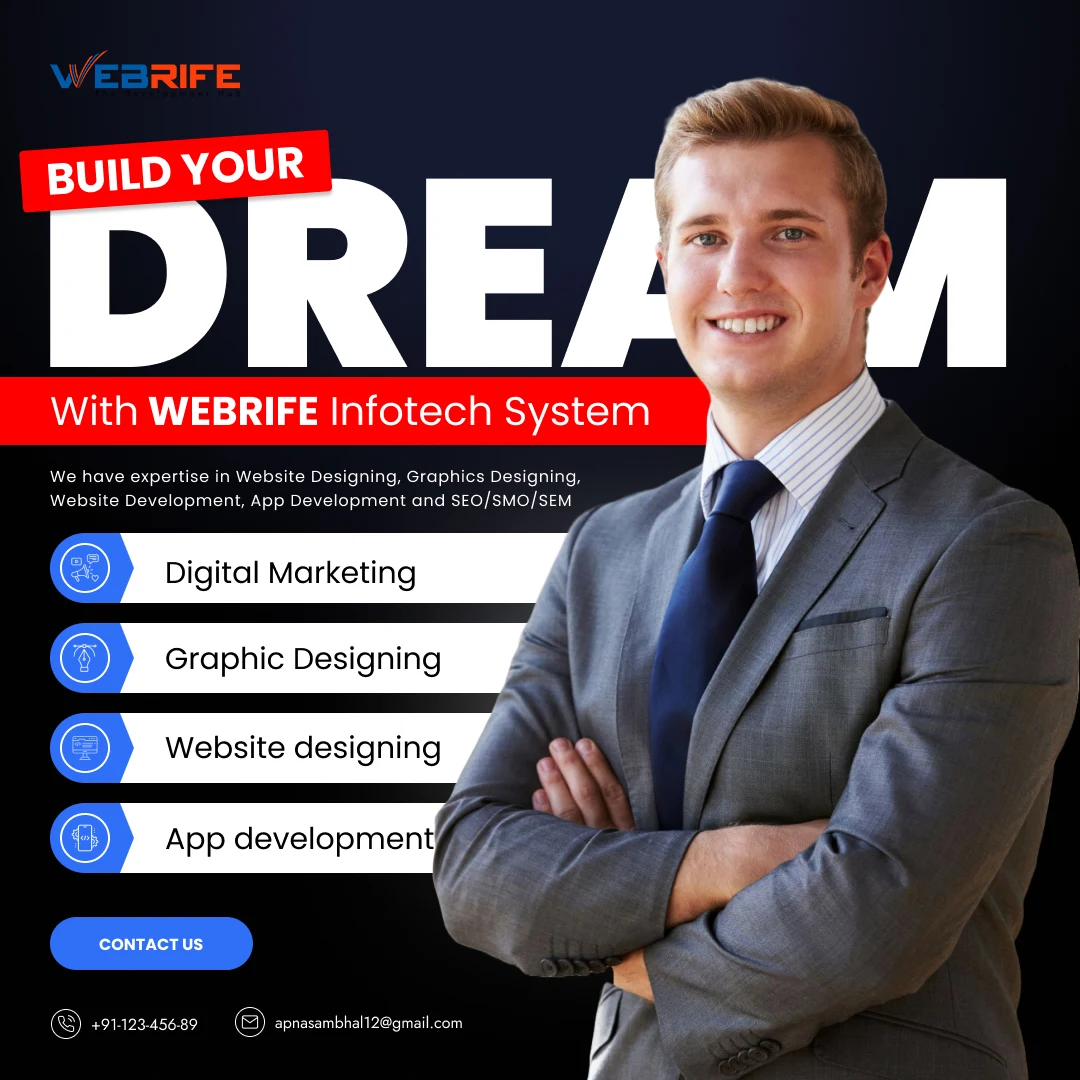 WEBRIFE
BUILD YOUR
DREAM
With WEBRIFE Infotech System
We have expertise in Website Designing, Graphics Designing,
Website Development, App Development and SEO/SMO/SEM
Digital Marketing
Graphic Designing
Website designing
App development
CONTACT US
+91-123-456-89
apnasambhal12@gmail.com